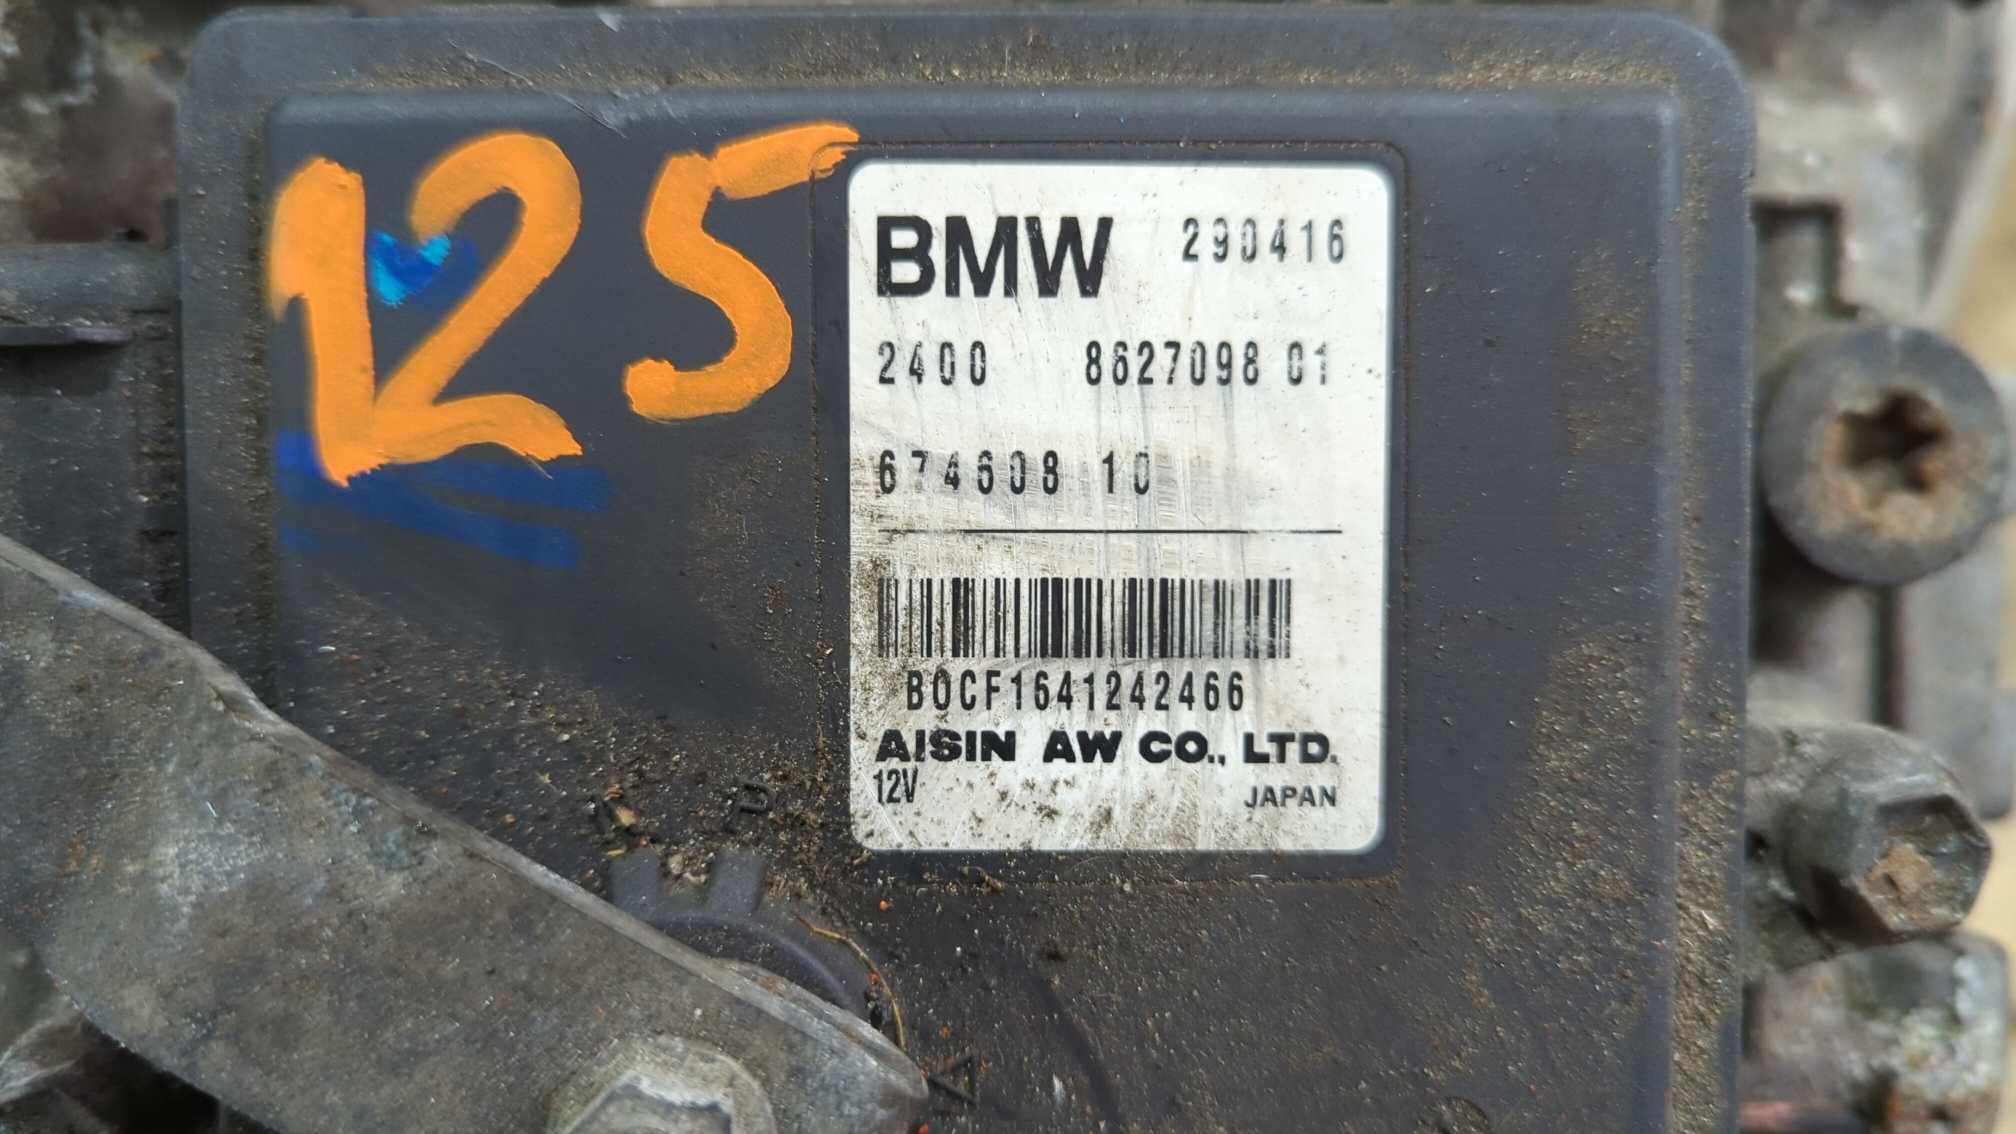 125
BMW 290416
2400 8627098 01
674608 10
B0CF1641242466
AISIN AW CO., LTD.
12V JAPAN